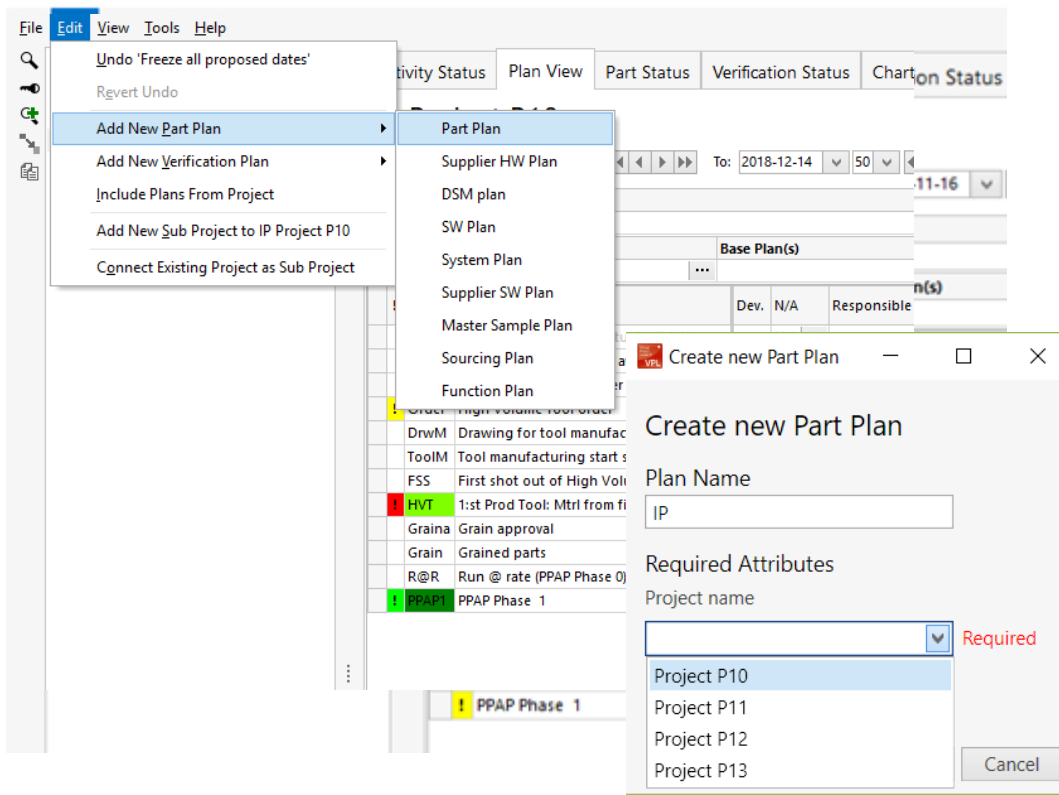 File Edit View Tools Help
Undo 'Freeze all proposed dates'
Revert Undo
Add New Part Plan
Add New Verification Plan
Include Plans From Project
Add New Sub Project to IP Project P10
Connect Existing Project as Sub Project
Part Plan
Supplier HW Plan
DSM plan
SW Plan
System Plan
Supplier SW Plan
Master Sample Plan
Sourcing Plan
Function Plan
tivity Status Plan View Part Status Verification Status Chart
on Status
To: 2018-12-14 50
11-16
Base Plan(s)
n(s)
...
! Dev. N/A Responsible
! Order High Volume Tool order
DrwM Drawing for tool manufac
ToolM Tool manufacturing start s
FSS First shot out of High Volu
! HVT 1:st Prod Tool: Mtrl from fi
Graina Grain approval
Grain Grained parts
R@R Run @ rate (PPAP Phase 0)
! PPAP1 PPAP Phase 1
! PPAP Phase 1
VPL Create new Part Plan
Create new Part Plan
Plan Name
IP
Required Attributes
Project name
Required
Project P10
Project P11
Project P12
Project P13
Cancel